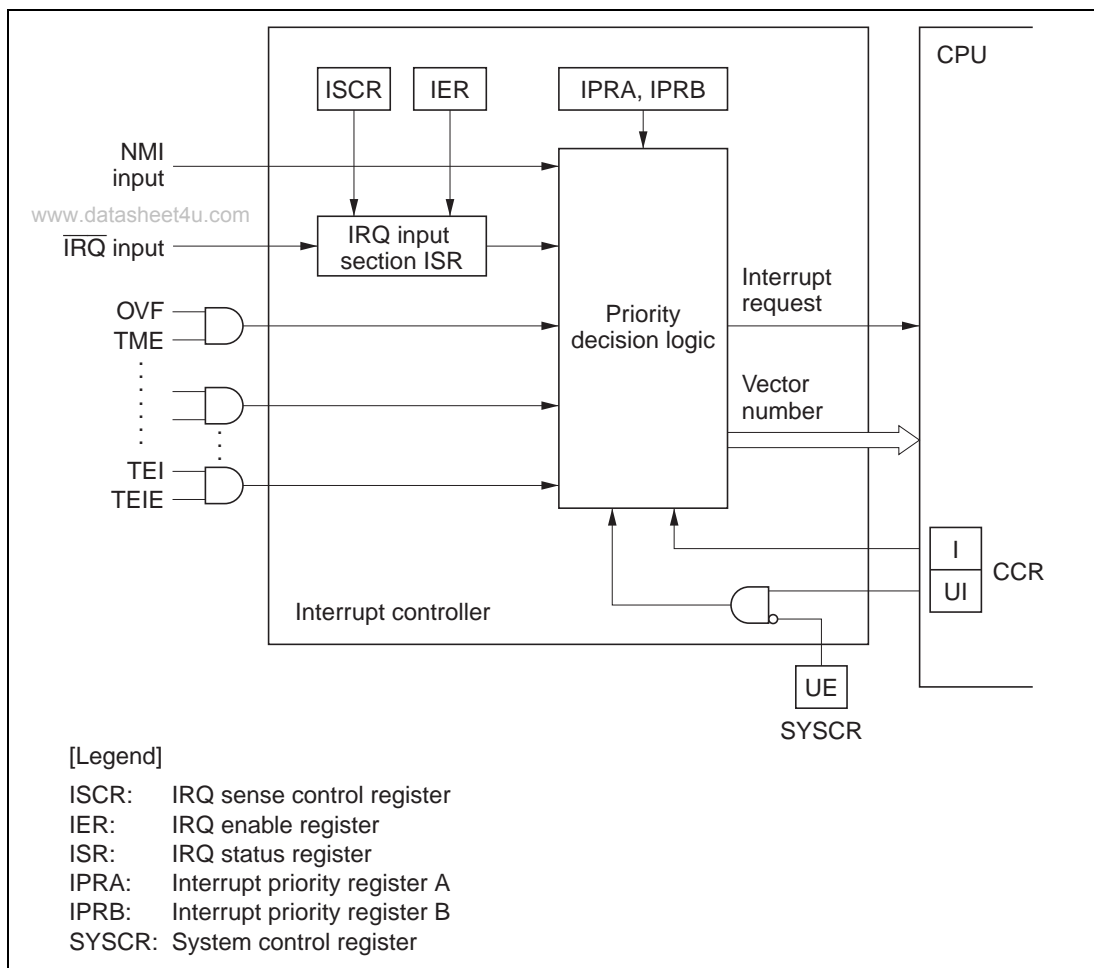 CPU
ISCR
IER
IPRA, IPRB
NMI
input
www.datasheet4u.com
IRQ input
IRQ input
section ISR
OVF
TME
Priority
decision logic
Interrupt
request
Vector
number
TEI
TEIE
I
UI
CCR
Interrupt controller
UE
SYSCR
[Legend]
ISCR: IRQ sense control register
IER: IRQ enable register
ISR: IRQ status register
IPRA: Interrupt priority register A
IPRB: Interrupt priority register B
SYSCR: System control register